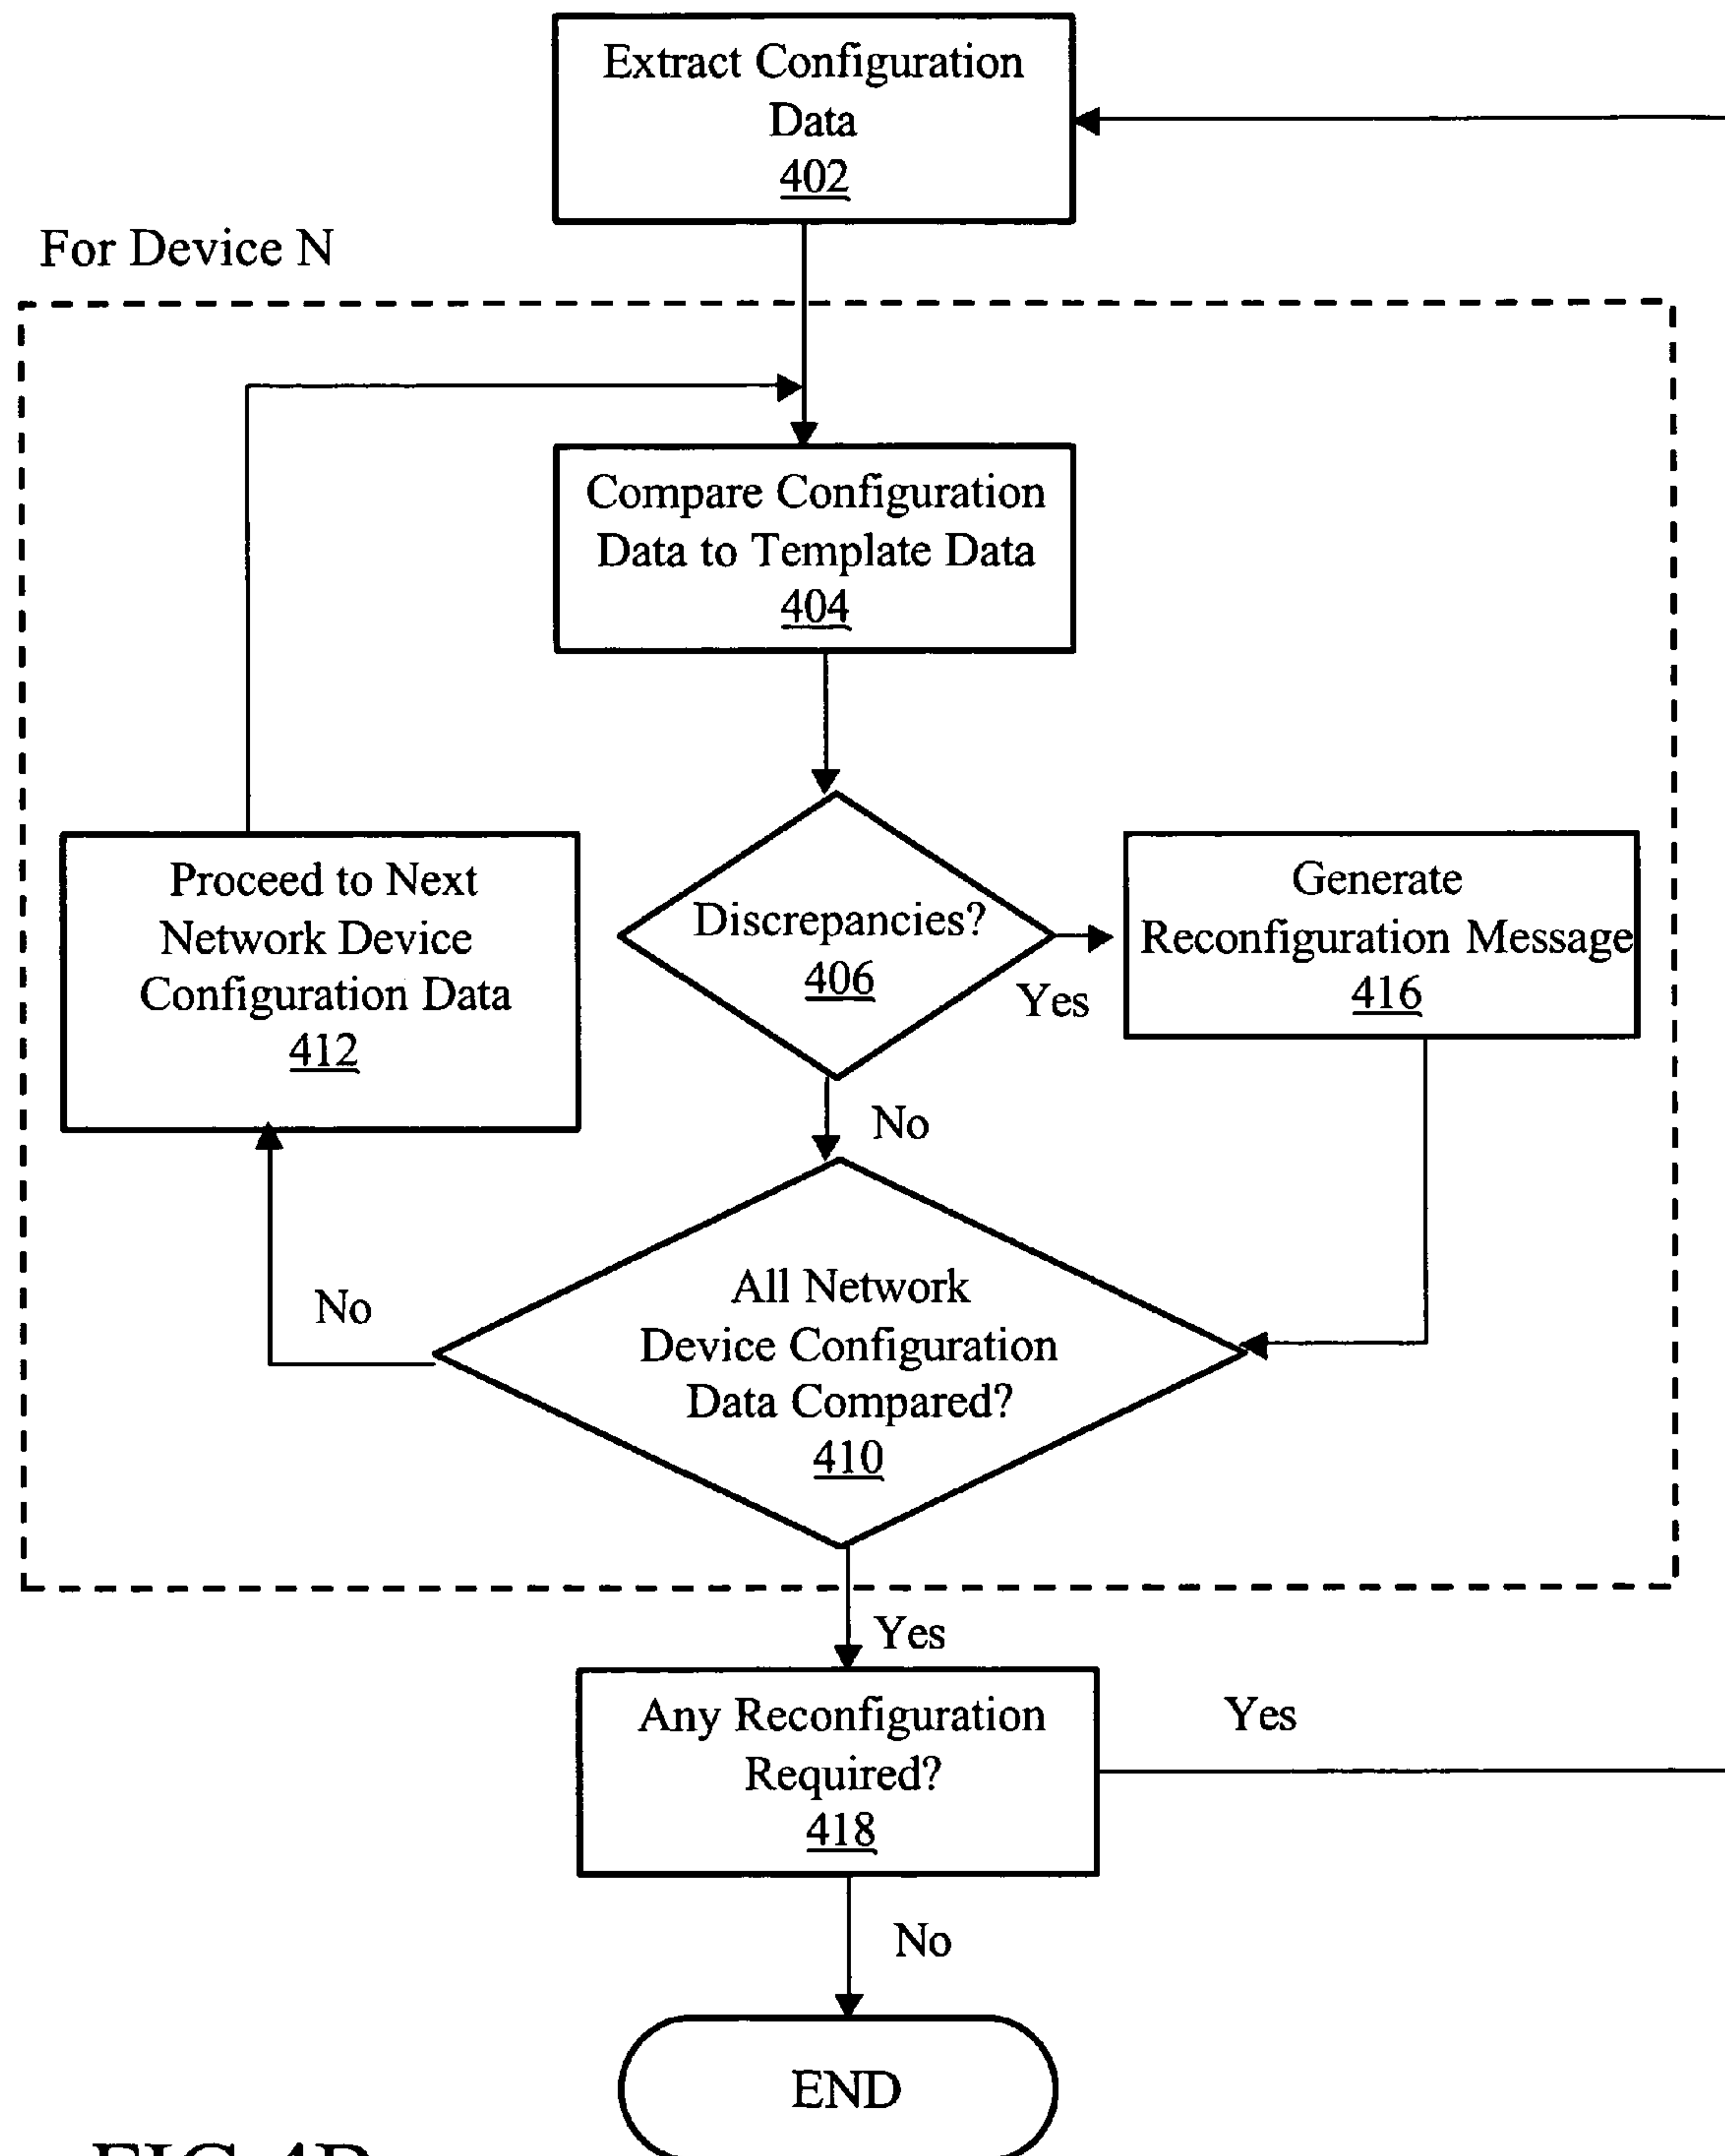 Extract Configuration
Data
402
For Device N
Compare Configuration
Data to Template Data
404
Proceed to Next
Network Device
Configuration Data
412
Discrepancies?
406
Yes
Generate
Reconfiguration Message
416
No
No
All Network
Device Configuration
Data Compared?
410
Yes
Any Reconfiguration
Required?
418
Yes
No
END
FIG 4B